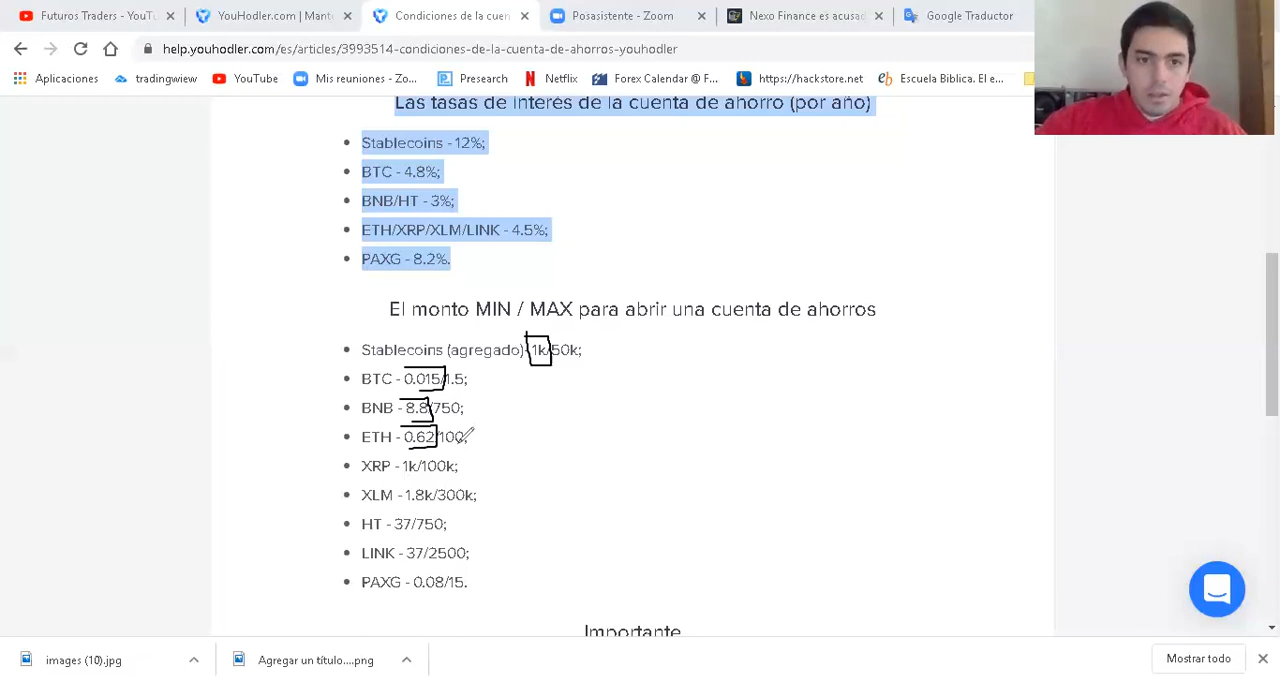 Futuros Traders - YouTu
YouHodler.com | Mante
Condiciones de la cuen
Posasistente - Zoom
Nexo Finance es acusad
Google Traductor
help.youhodler.com/es/articles/3993514-condiciones-de-la-cuenta-de-ahorros-youhodler
Aplicaciones
tradingwiew
YouTube
Mis reuniones - Zo...
Presearch
Netflix
Forex Calendar @ F...
https://hackstore.net
Escuela Biblica. El e...
Las tasas de interés de la cuenta de ahorro (por año)
Stablecoins - 12%;
BTC - 4.8%;
BNB/HT - 3%;
ETH/XRP/XLM/LINK - 4.5%;
PAXG - 8.2%.
El monto MIN / MAX para abrir una cuenta de ahorros
Stablecoins (agregado)- 1k/50k;
BTC - 0.015/1.5;
BNB - 8.8/750;
ETH - 0.62/100;
XRP - 1k/100k;
XLM - 1.8k/300k;
HT - 37/750;
LINK - 37/2500;
PAXG - 0.08/15.
Importante
images (10).jpg
Agregar un título....png
Mostrar todo